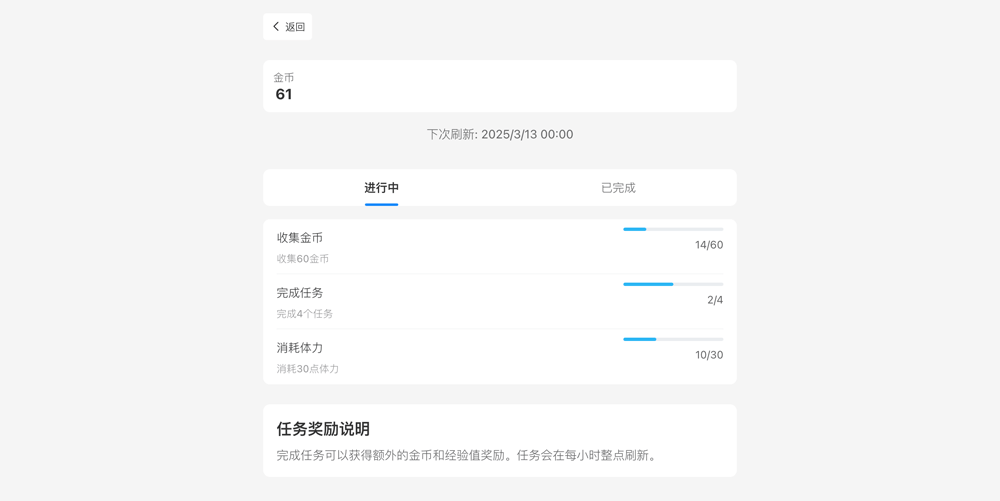 返回
金币
61
下次刷新: 2025/3/13 00:00
进行中 已完成
收集金币
14/60
收集60金币
完成任务
2/4
完成4个任务
消耗体力
10/30
消耗30点体力
任务奖励说明
完成任务可以获得额外的金币和经验值奖励。任务会在每小时整点刷新。